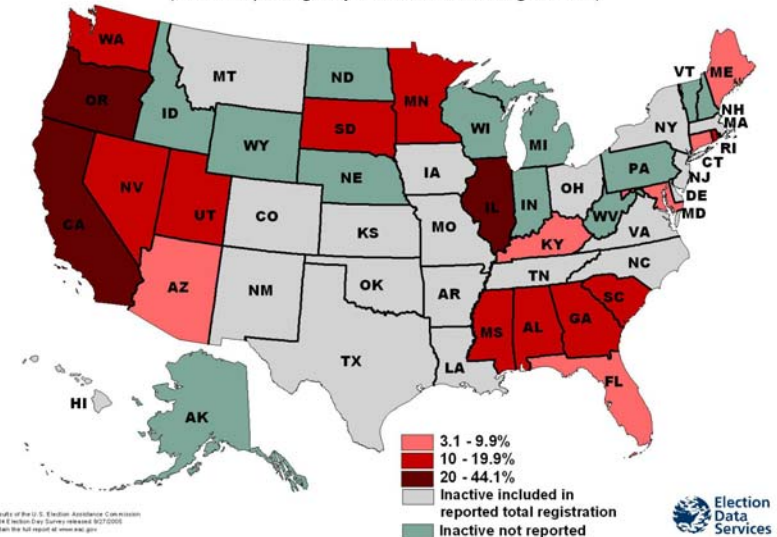 WA
MT
ND
MN
VT
ME
OR
ID
SD
WI
MI
NY
NH
MA
WY
RI
CT
NE
IA
PA
NJ
NV
UT
CO
IL
IN
OH
DE
MD
WV
VA
CA
KS
MO
KY
NC
TN
AZ
NM
OK
AR
SC
MS
AL
GA
TX
LA
FL
HI
AK
3.1 - 9.9%
10 - 19.9%
20 - 44.1%
Inactive included in
reported total registration
Inactive not reported
Election
Data
Services